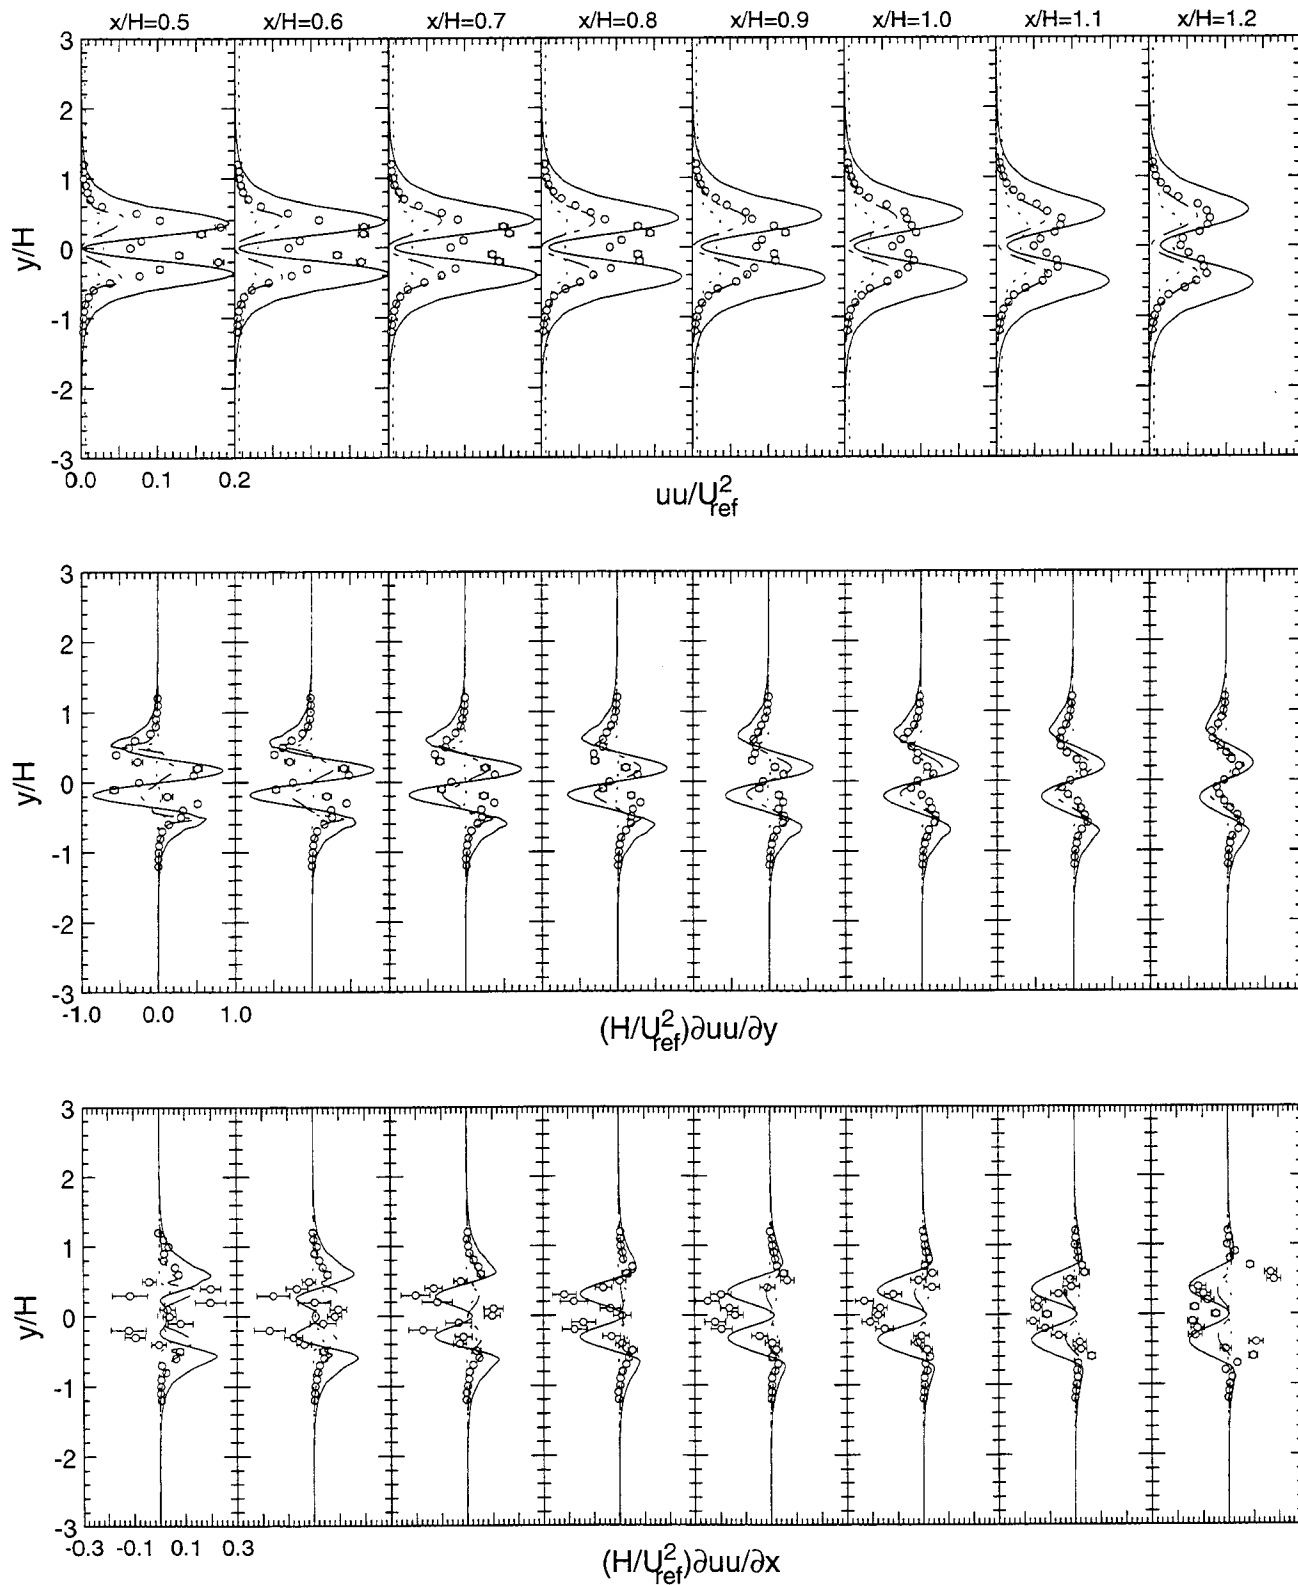 x/H=0.5 x/H=0.6 x/H=0.7 x/H=0.8 x/H=0.9 x/H=1.0 x/H=1.1 x/H=1.2
3
2
1
0
-1
-2
-3
y/H
0.0 0.1 0.2
uu/U²ref
3
2
1
0
-1
-2
-3
y/H
-1.0 0.0 1.0
(H/U²ref)∂uu/∂y
3
2
1
0
-1
-2
-3
y/H
-0.3 -0.1 0.1 0.3
(H/U²ref)∂uu/∂x